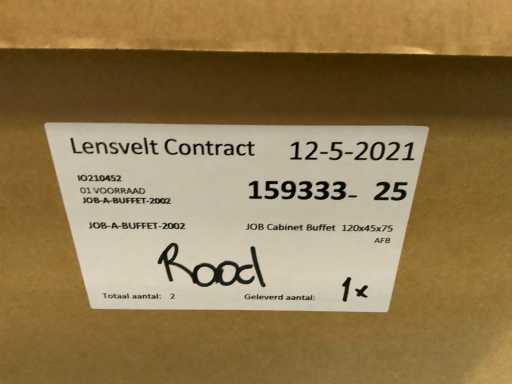 Lensvelt Contract 12-5-2021
IO210452
01 VOORRAAD 159333- 25
JOB-A-BUFFET-2002
JOB-A-BUFFET-2002 JOB Cabinet Buffet 120x45x75
AFB
Rood
Totaal aantal: 2 Geleverd aantal: 1x